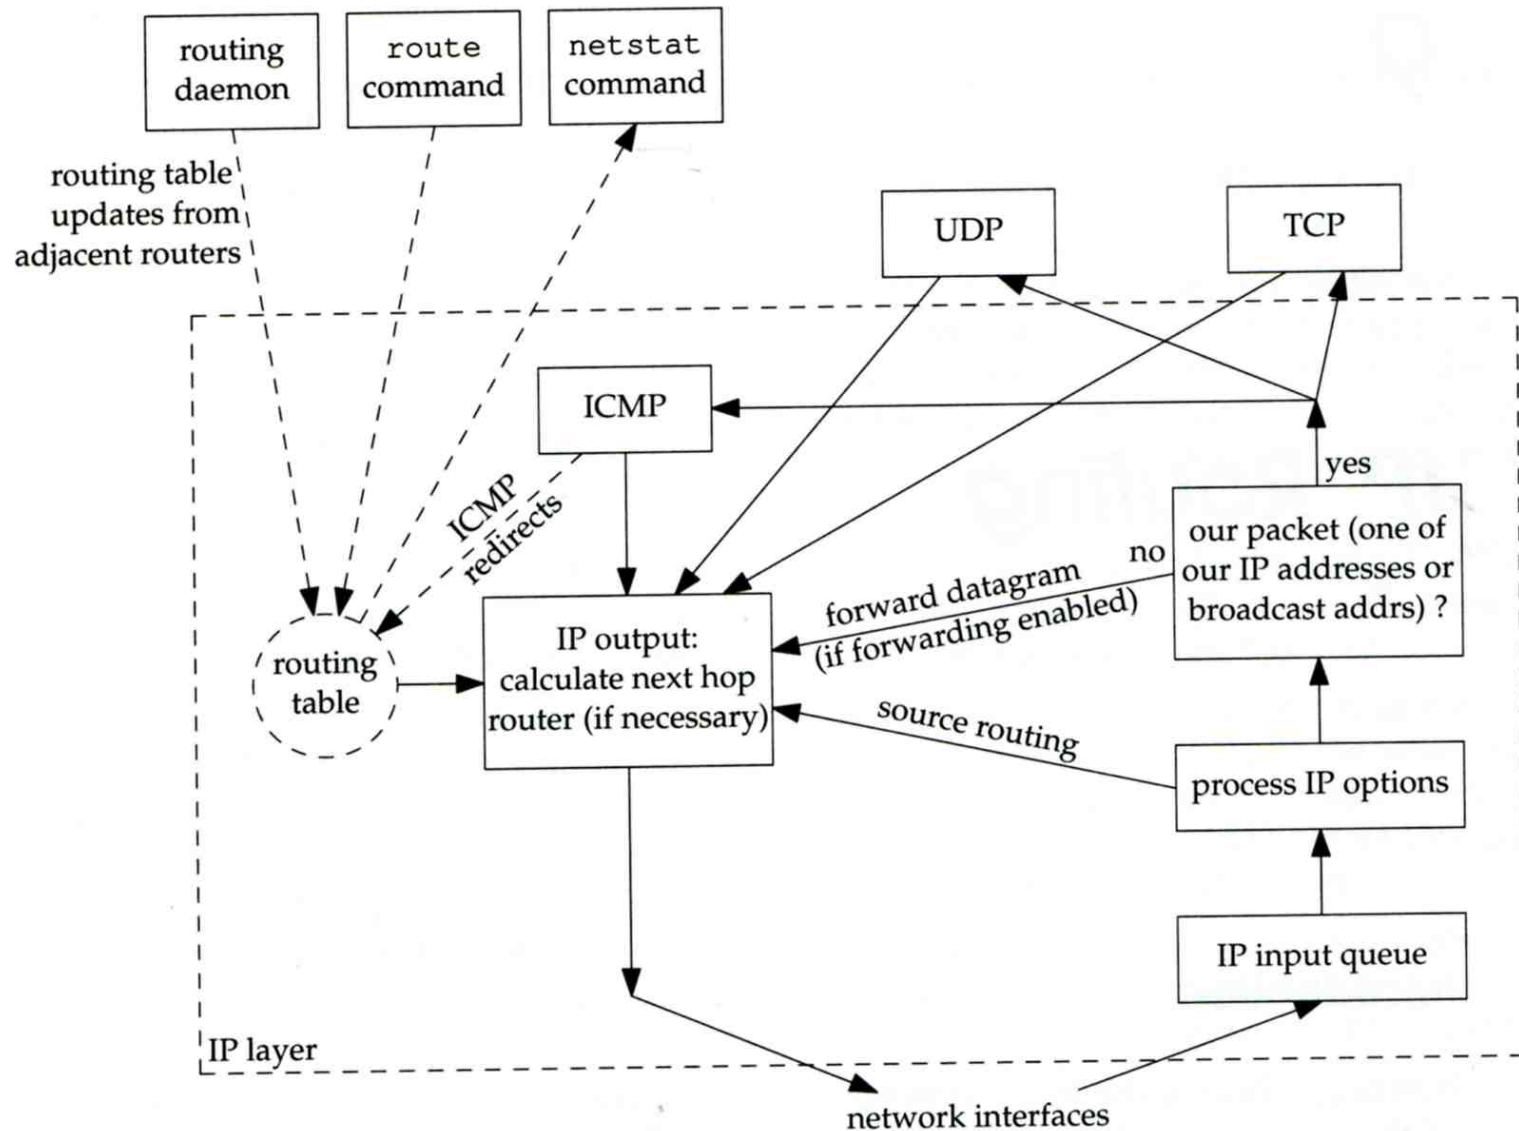 routing
daemon
route
command
netstat
command
routing table
updates from
adjacent routers
UDP
TCP
ICMP
ICMP
redirects
yes
our packet (one of
our IP addresses or
broadcast addrs) ?
no
forward datagram
(if forwarding enabled)
IP output:
calculate next hop
router (if necessary)
routing
table
source routing
process IP options
IP input queue
IP layer
network interfaces